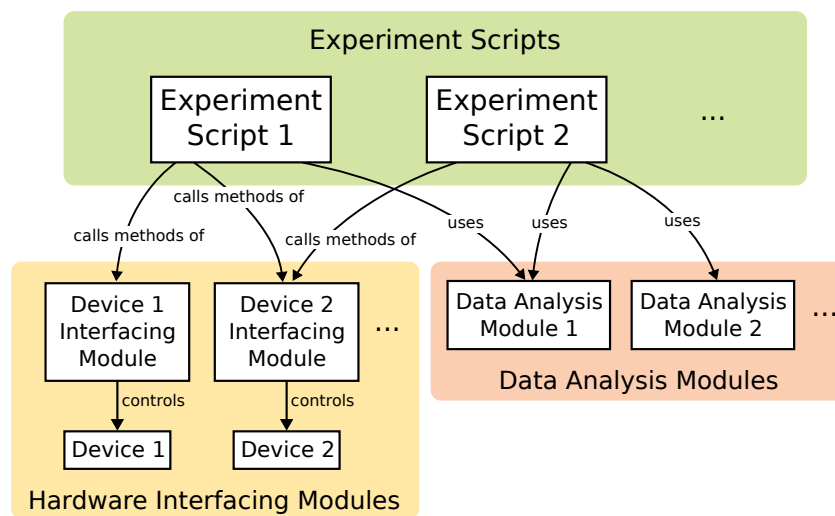 Experiment Scripts
Experiment
Script 1
Experiment
Script 2
...
calls methods of
calls methods of
calls methods of
uses
uses
uses
Device 1
Interfacing
Module
Device 2
Interfacing
Module
...
controls
controls
Device 1
Device 2
Hardware Interfacing Modules
Data Analysis
Module 1
Data Analysis
Module 2
...
Data Analysis Modules